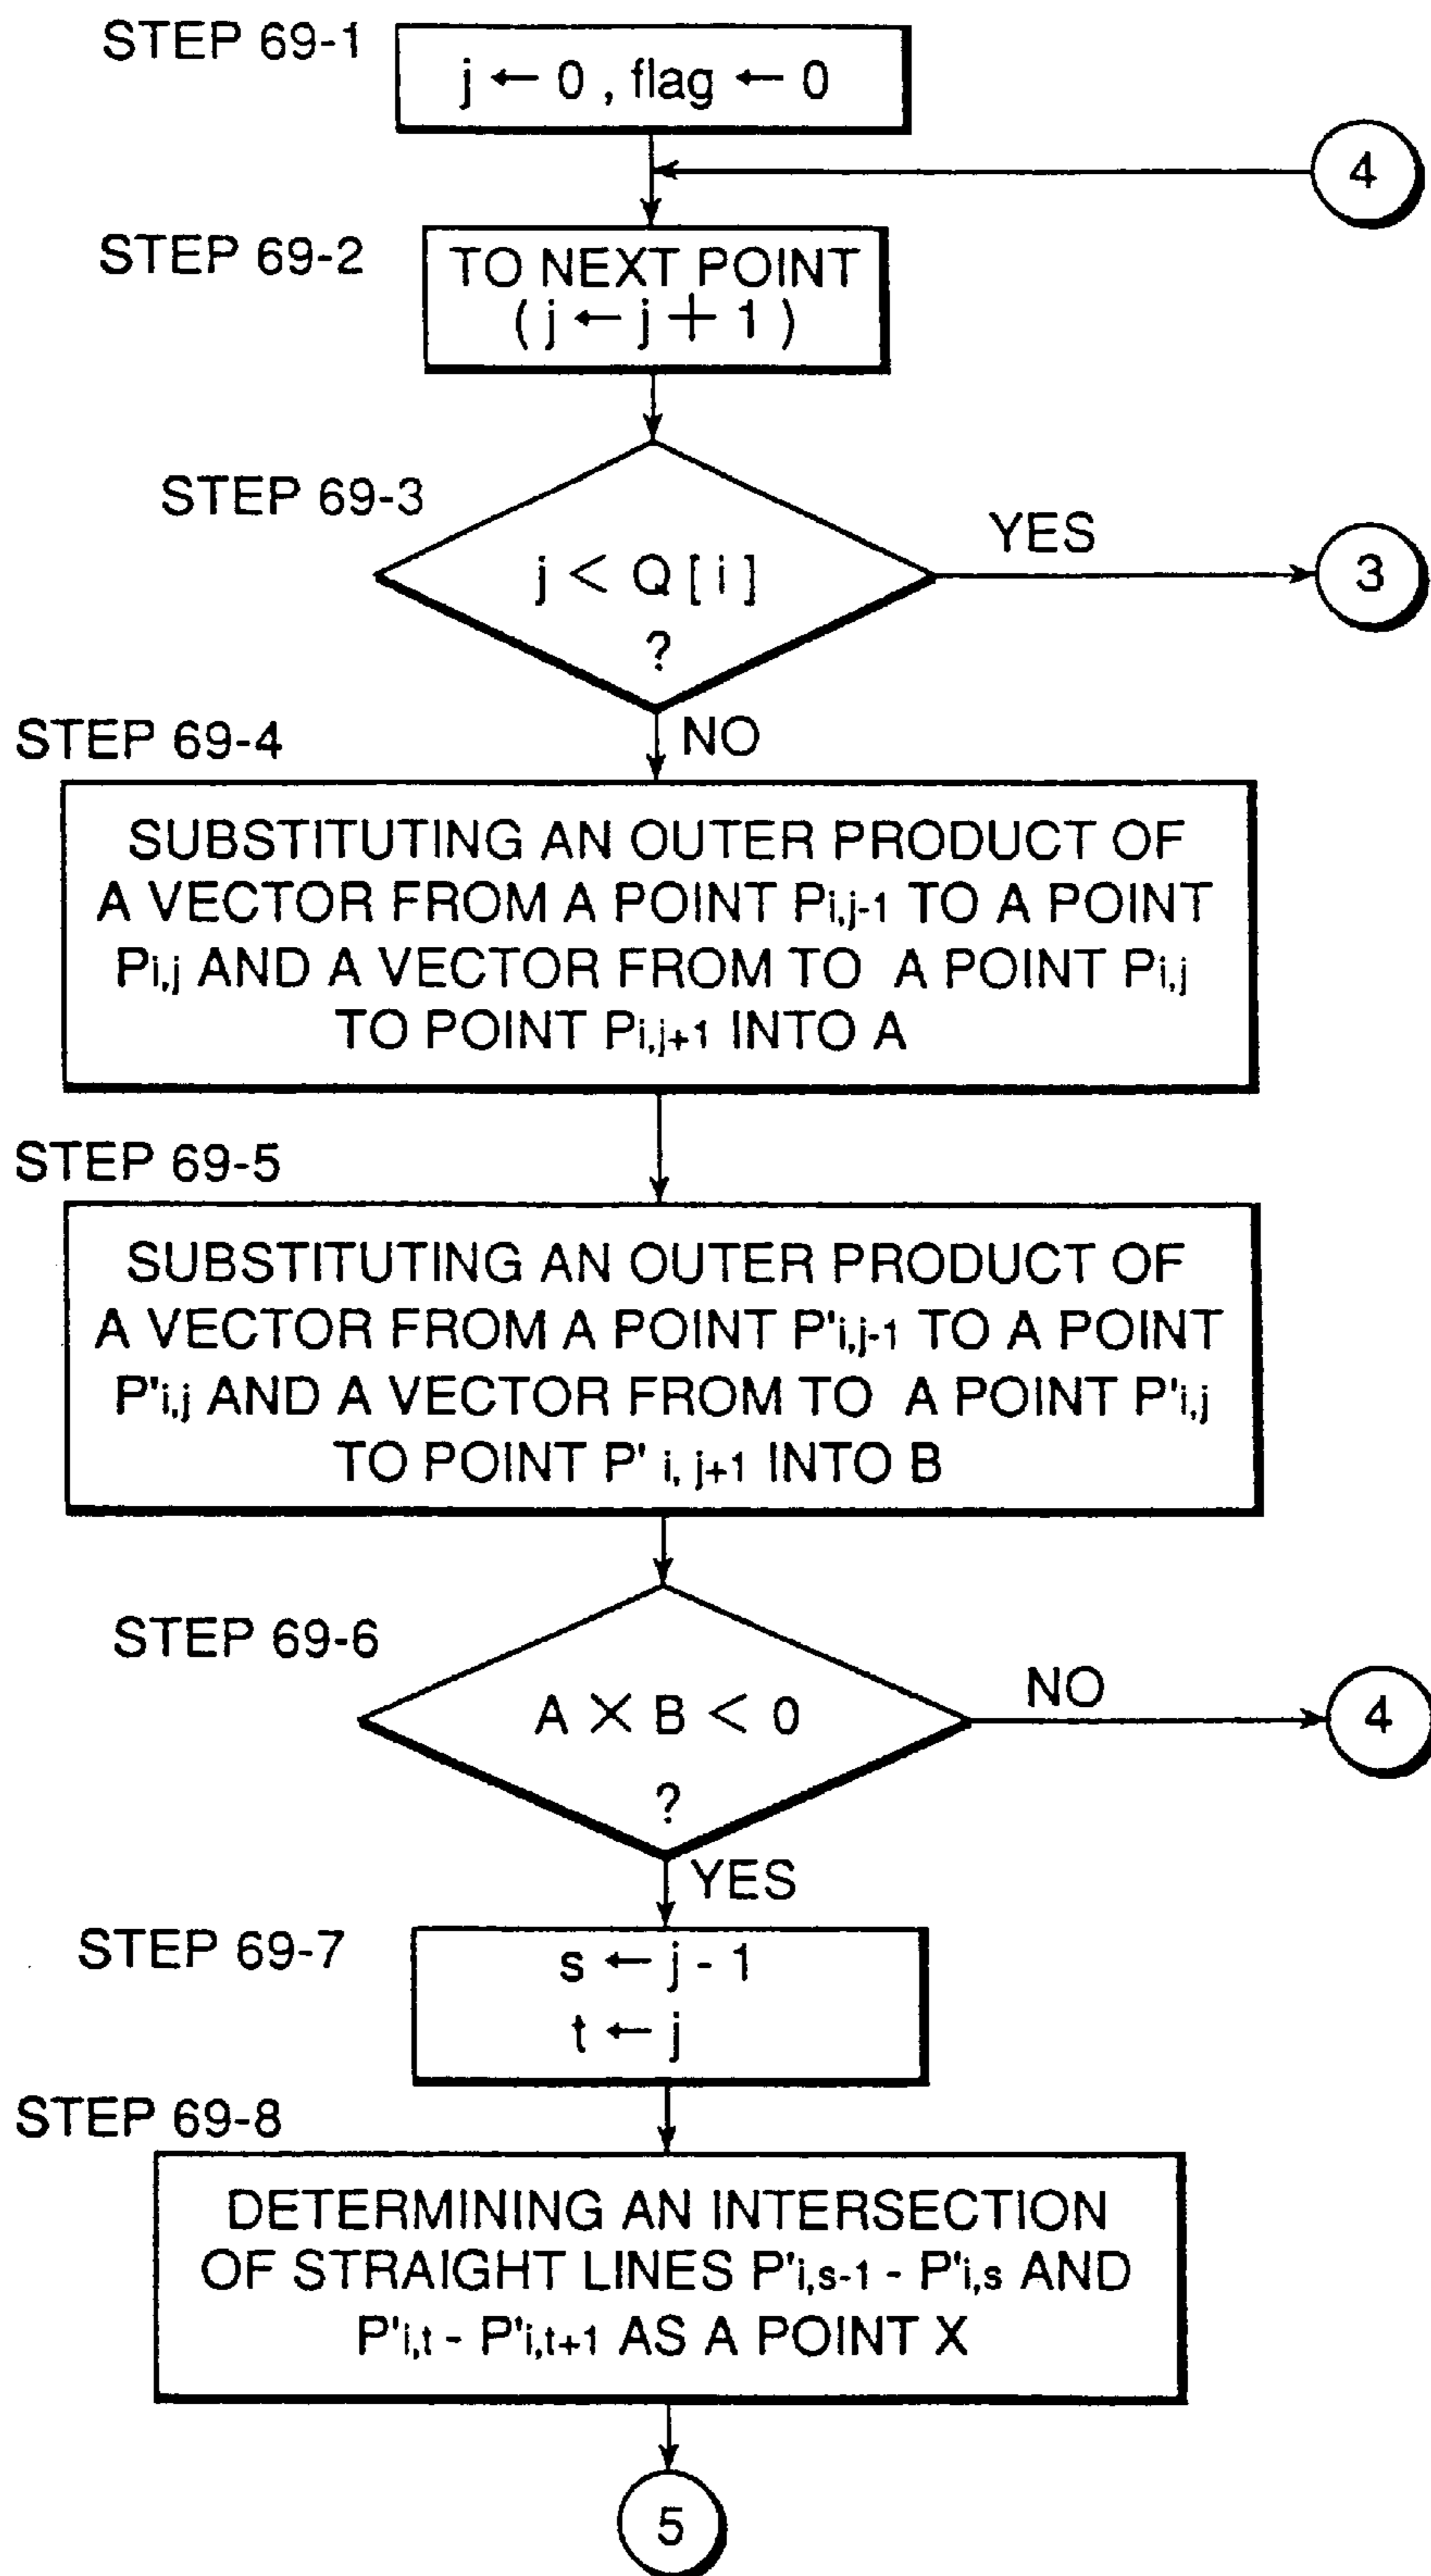 STEP 69-1
j ← 0 , flag ← 0
4
STEP 69-2
TO NEXT POINT
( j ← j + 1 )
STEP 69-3
j < Q [ i ]
?
YES
3
NO
STEP 69-4
SUBSTITUTING AN OUTER PRODUCT OF
A VECTOR FROM A POINT Pi,j-1 TO A POINT
Pi,j AND A VECTOR FROM TO A POINT Pi,j
TO POINT Pi,j+1 INTO A
STEP 69-5
SUBSTITUTING AN OUTER PRODUCT OF
A VECTOR FROM A POINT P'i,j-1 TO A POINT
P'i,j AND A VECTOR FROM TO A POINT P'i,j
TO POINT P' i, j+1 INTO B
STEP 69-6
A × B < 0
?
NO
4
YES
STEP 69-7
s ← j - 1
t ← j
STEP 69-8
DETERMINING AN INTERSECTION
OF STRAIGHT LINES P'i,s-1 - P'i,s AND
P'i,t - P'i,t+1 AS A POINT X
5